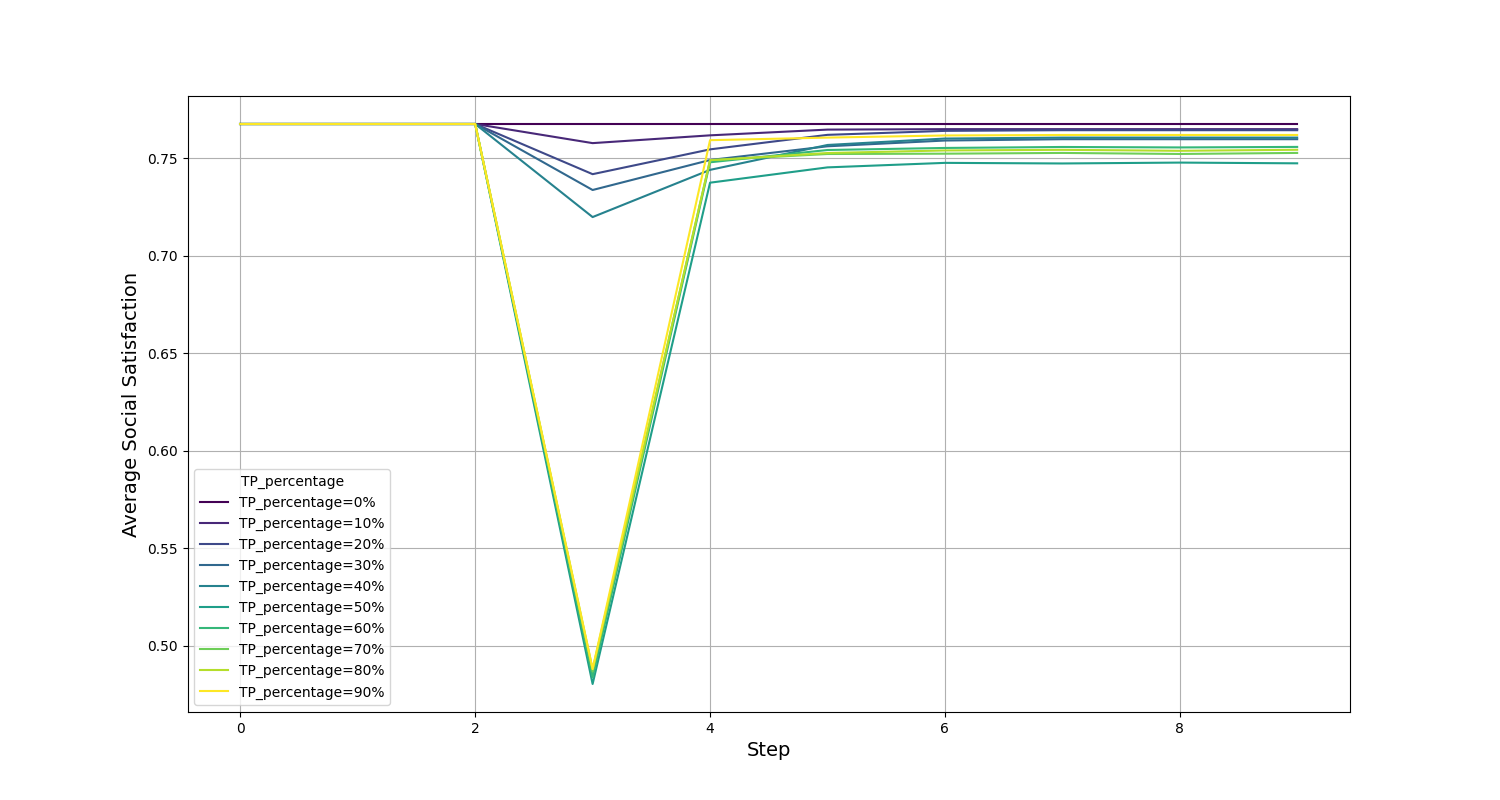 Average Social Satisfaction
0.75
0.70
0.65
0.60
0.55
0.50
TP_percentage
TP_percentage=0%
TP_percentage=10%
TP_percentage=20%
TP_percentage=30%
TP_percentage=40%
TP_percentage=50%
TP_percentage=60%
TP_percentage=70%
TP_percentage=80%
TP_percentage=90%
0 2 4 6 8
Step